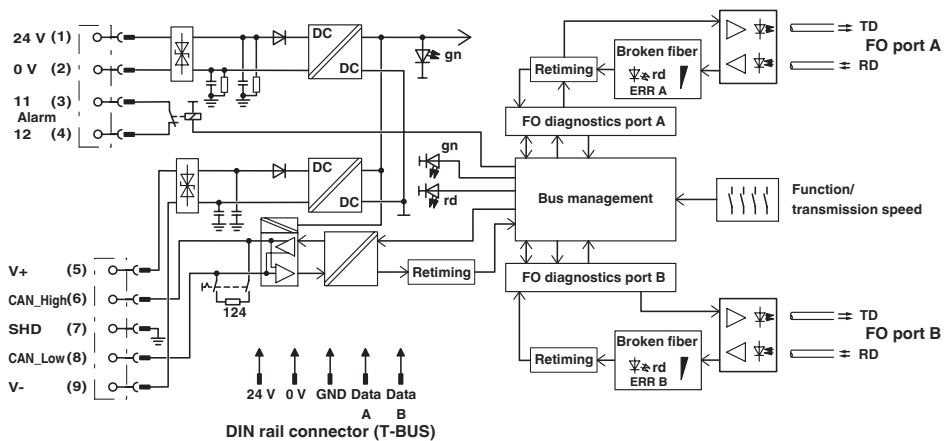 24 V (1)
0 V (2)
11 (3)
Alarm
12 (4)
DC
DC
gn
Retiming
Broken fiber
rd
ERR A
TD
FO port A
RD
FO diagnostics port A
DC
DC
gn
rd
Bus management
Function/
transmission speed
V+ (5)
CAN_High (6)
SHD (7)
CAN_Low (8)
V- (9)
124
Retiming
FO diagnostics port B
Retiming
Broken fiber
rd
ERR B
TD
FO port B
RD
24 V 0 V GND Data Data
A B
DIN rail connector (T-BUS)